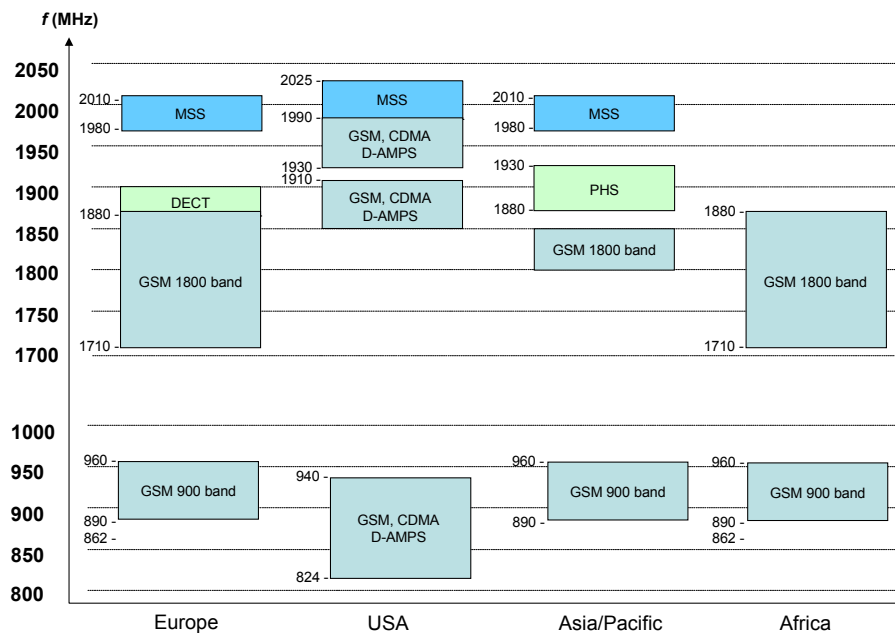 f (MHz)
2050
2000
1950
1900
1850
1800
1750
1700
1000
950
900
850
800
2010 -
MSS
1980 -
DECT
1880 -
GSM 1800 band
1710 -
960 -
GSM 900 band
890 -
862 -
Europe
2025 -
MSS
1990 -
GSM, CDMA
D-AMPS
1930 -
1910 -
GSM, CDMA
D-AMPS
940 -
GSM, CDMA
D-AMPS
824 -
USA
2010 -
MSS
1980 -
1930 -
PHS
1880 -
GSM 1800 band
960 -
GSM 900 band
890 -
Asia/Pacific
1880 -
GSM 1800 band
1710 -
960 -
GSM 900 band
890 -
862 -
Africa